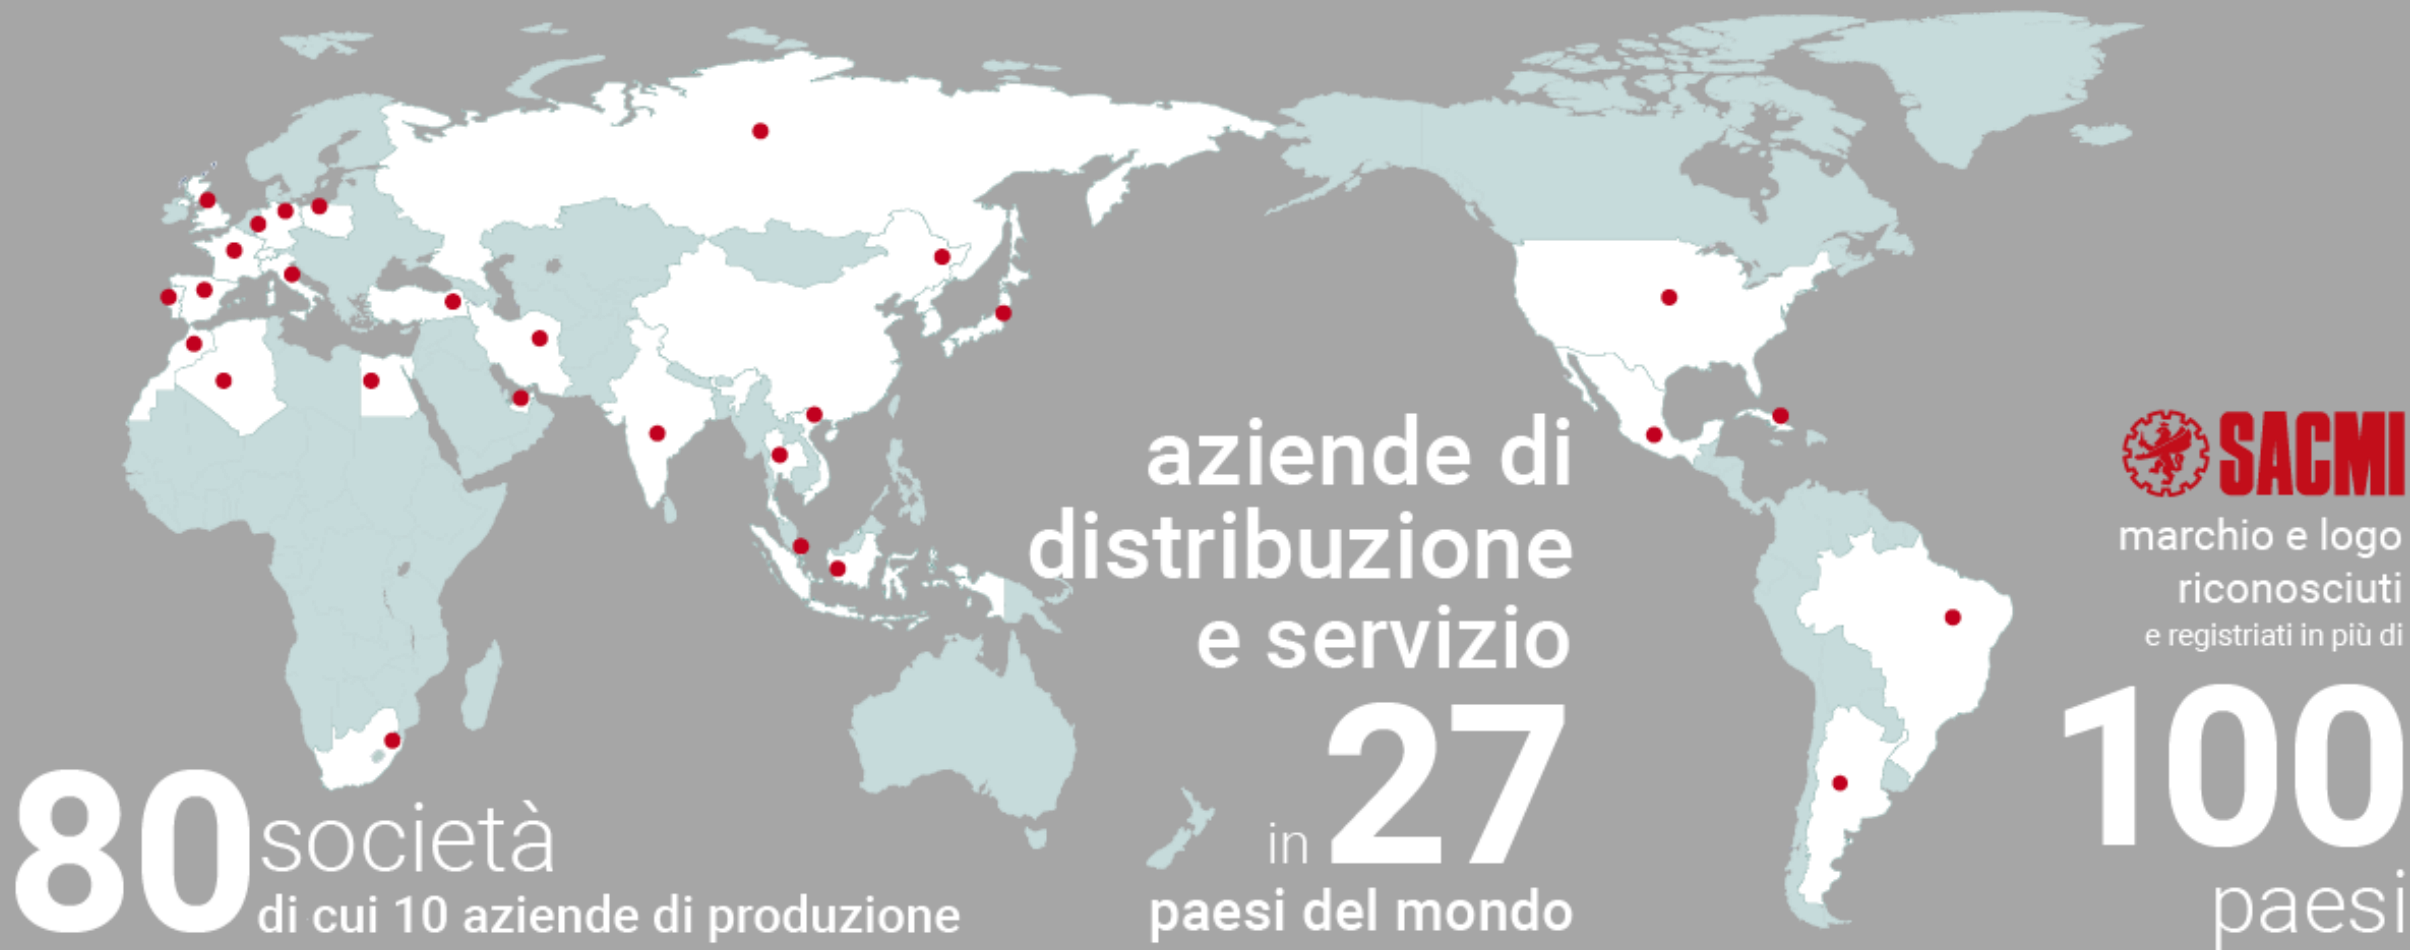 80 società
di cui 10 aziende di produzione
aziende di
distribuzione
e servizio
in 27
paesi del mondo
SACMI
marchio e logo
riconosciuti
e registriati in più di
100
paesi